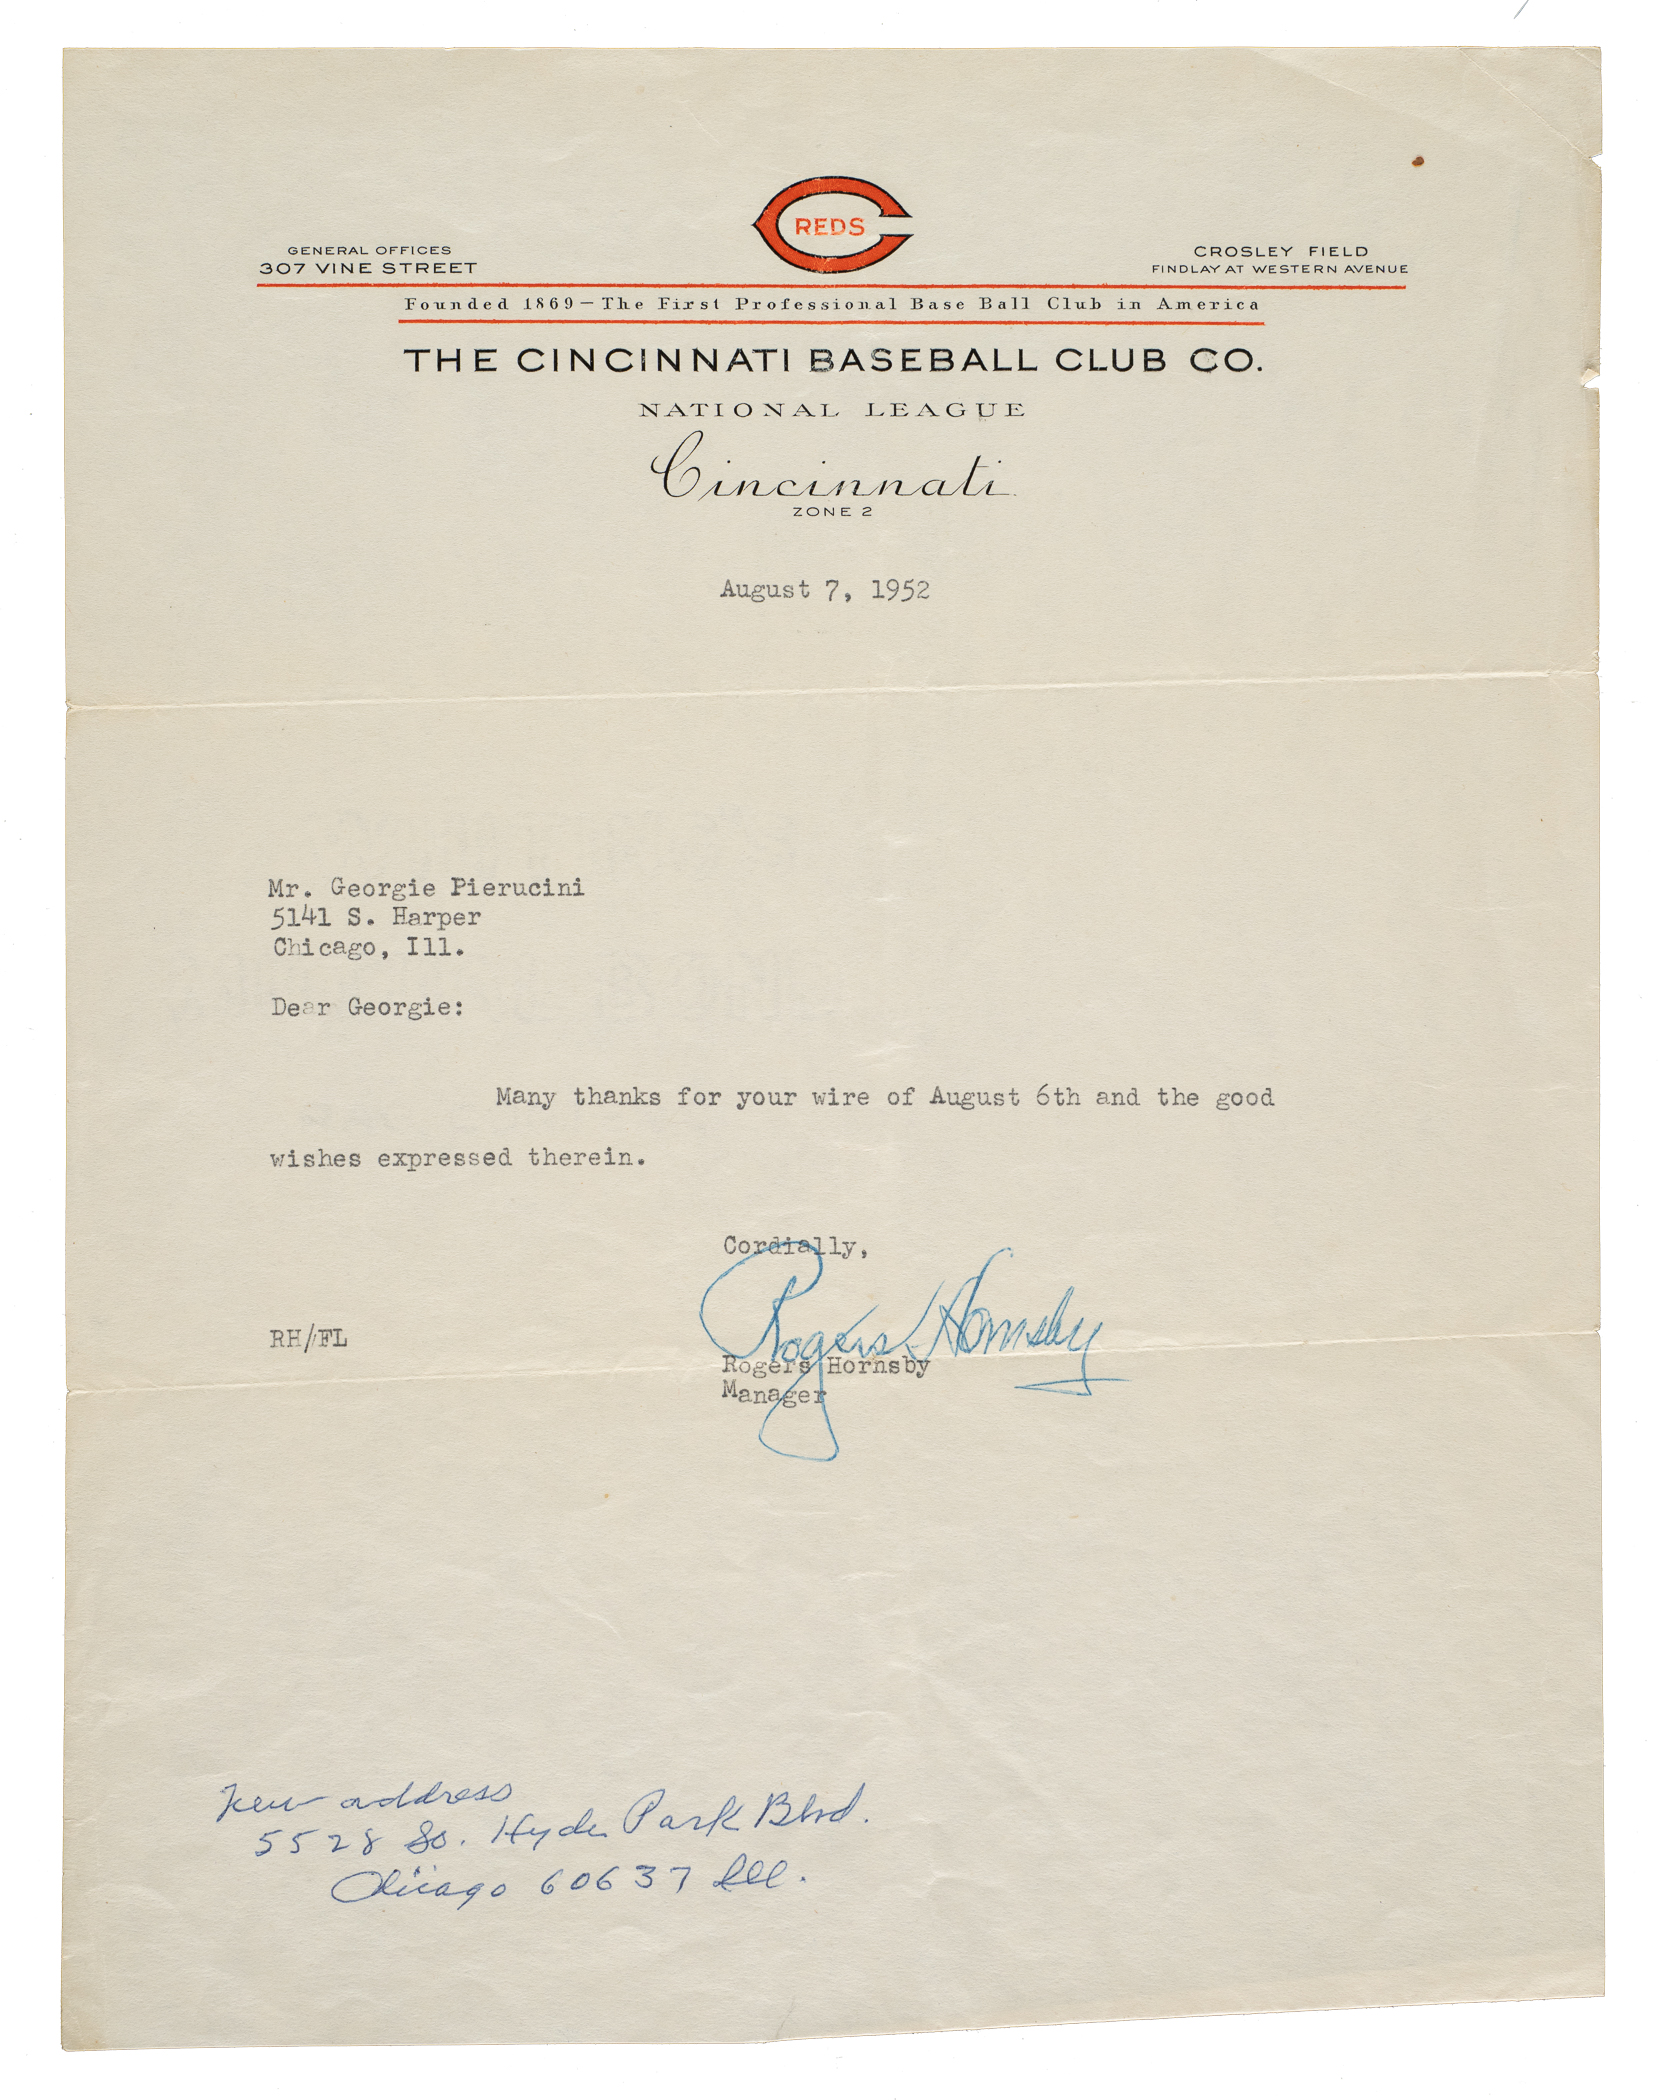 REDS
GENERAL OFFICES
307 VINE STREET
CROSLEY FIELD
FINDLAY AT WESTERN AVENUE
Founded 1869—The First Professional Base Ball Club in America
THE CINCINNATI BASEBALL CLUB CO.
NATIONAL LEAGUE
Cincinnati
ZONE 2
August 7, 1952
Mr. Georgie Pierucini
5141 S. Harper
Chicago, Ill.
Dear Georgie:
Many thanks for your wire of August 6th and the good
wishes expressed therein.
Cordially,
Rogers Hornsby
RH/FL
Rogers Hornsby
Manager
New address
5528 So. Hyde Park Blvd.
Chicago 60637 Ill.